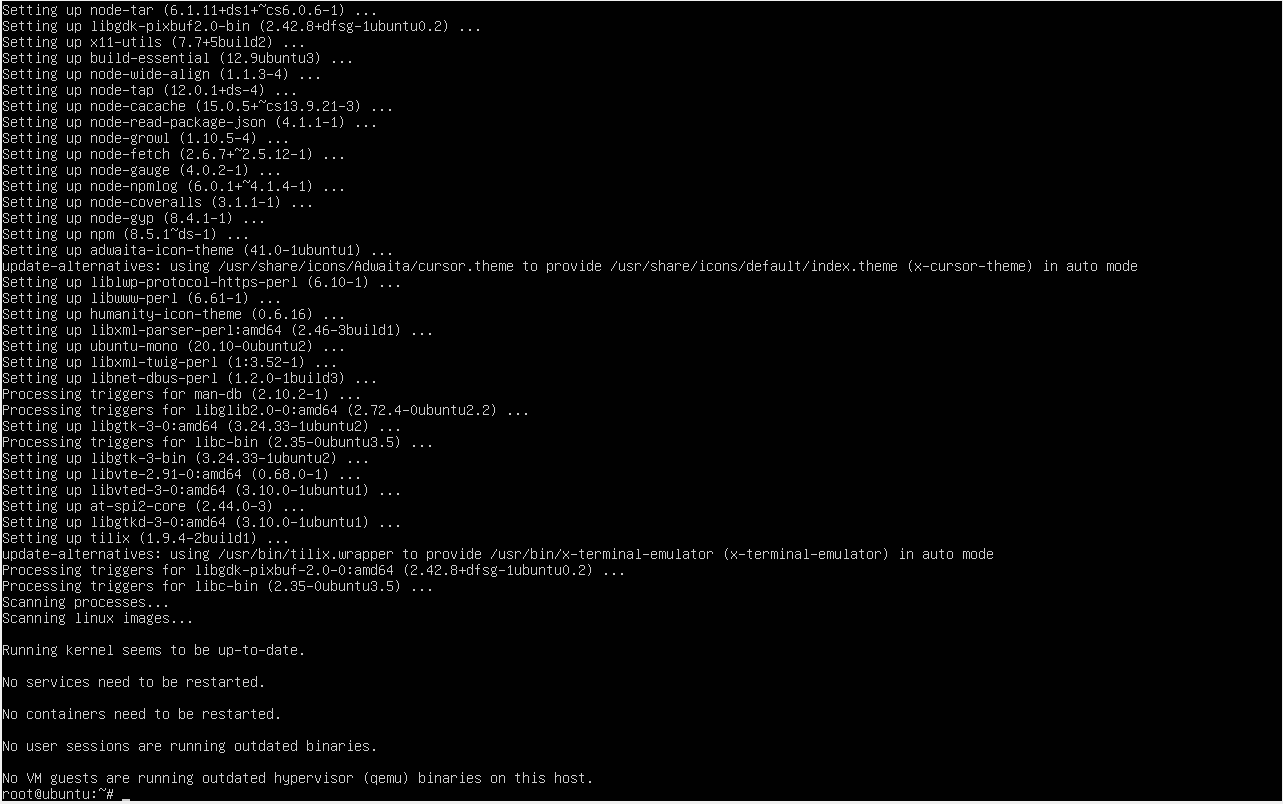 Setting up node-tar (6.1.11+ds1+~cs6.0.6-1) ...
Setting up libgdk-pixbuf2.0-bin (2.42.8+dfsg-1ubuntu0.2) ...
Setting up x11-utils (7.7+5build2) ...
Setting up build-essential (12.9ubuntu3) ...
Setting up node-wide-align (1.1.3-4) ...
Setting up node-tap (12.0.1+ds-4) ...
Setting up node-cacache (15.0.5+~cs13.9.21-3) ...
Setting up node-read-package-json (4.1.1-1) ...
Setting up node-growl (1.10.5-4) ...
Setting up node-fetch (2.6.7+~2.5.12-1) ...
Setting up node-gauge (4.0.2-1) ...
Setting up node-npmlog (6.0.1+~4.1.4-1) ...
Setting up node-coveralls (3.1.1-1) ...
Setting up node-gyp (8.4.1-1) ...
Setting up npm (8.5.1~ds-1) ...
Setting up adwaita-icon-theme (41.0-1ubuntu1) ...
update-alternatives: using /usr/share/icons/Adwaita/cursor.theme to provide /usr/share/icons/default/index.theme (x-cursor-theme) in auto mode
Setting up liblwp-protocol-https-perl (6.10-1) ...
Setting up libwww-perl (6.61-1) ...
Setting up humanity-icon-theme (0.6.16) ...
Setting up libxml-parser-perl:amd64 (2.46-3build1) ...
Setting up ubuntu-mono (20.10-0ubuntu2) ...
Setting up libxml-twig-perl (1:3.52-1) ...
Setting up libnet-dbus-perl (1.2.0-1build3) ...
Processing triggers for man-db (2.10.2-1) ...
Processing triggers for libglib2.0-0:amd64 (2.72.4-0ubuntu2.2) ...
Setting up libgtk-3-0:amd64 (3.24.33-1ubuntu2) ...
Processing triggers for libc-bin (2.35-0ubuntu3.5) ...
Setting up libgtk-3-bin (3.24.33-1ubuntu2) ...
Setting up libvte-2.91-0:amd64 (0.68.0-1) ...
Setting up libvted-3-0:amd64 (3.10.0-1ubuntu1) ...
Setting up at-spi2-core (2.44.0-3) ...
Setting up libgtkd-3-0:amd64 (3.10.0-1ubuntu1) ...
Setting up tilix (1.9.4-2build1) ...
update-alternatives: using /usr/bin/tilix.wrapper to provide /usr/bin/x-terminal-emulator (x-terminal-emulator) in auto mode
Processing triggers for libgdk-pixbuf-2.0-0:amd64 (2.42.8+dfsg-1ubuntu0.2) ...
Processing triggers for libc-bin (2.35-0ubuntu3.5) ...
Scanning processes...
Scanning linux images...
Running kernel seems to be up-to-date.
No services need to be restarted.
No containers need to be restarted.
No user sessions are running outdated binaries.
No VM guests are running outdated hypervisor (qemu) binaries on this host.
root@ubuntu:~# _